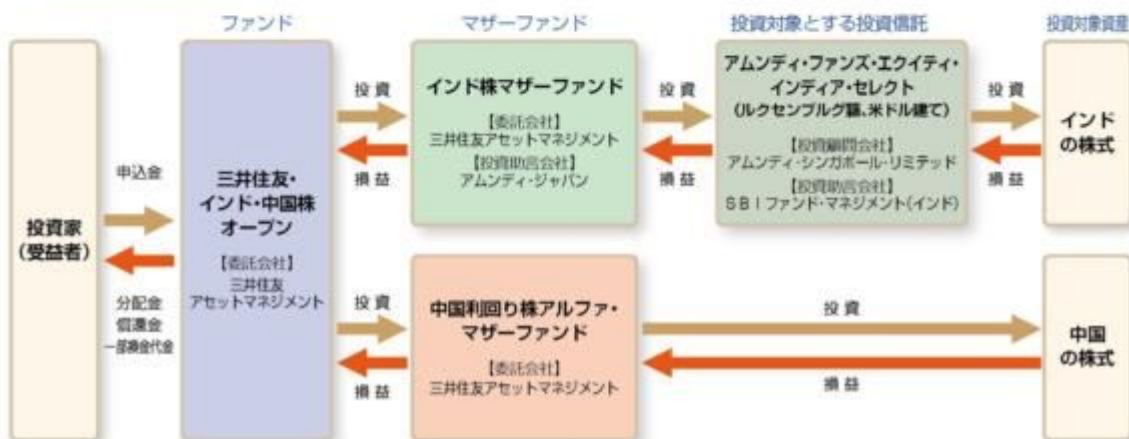 ファンド
マザーファンド
投資対象とする投資信託
投資対象資産
投資家
(受益者)
申込金
分配金
償還金
一部換金代金
三井住友・
インド・中国株
オープン
【委託会社】
三井住友
アセットマネジメント
投資
損益
インド株マザーファンド
【委託会社】
三井住友アセットマネジメント
【投資助言会社】
アムンディ・ジャパン
投資
損益
アムンディ・ファンズ・エクイティ・
インディア・セレクト
(ルクセンブルグ籍、米ドル建て)
【投資顧問会社】
アムンディ・シンガポール・リミテッド
【投資助言会社】
SBIファンド・マネジメント(インド)
投資
損益
インド
の株式
投資
損益
中国利回り株アルファ・
マザーファンド
【委託会社】
三井住友アセットマネジメント
投資
損益
中国
の株式